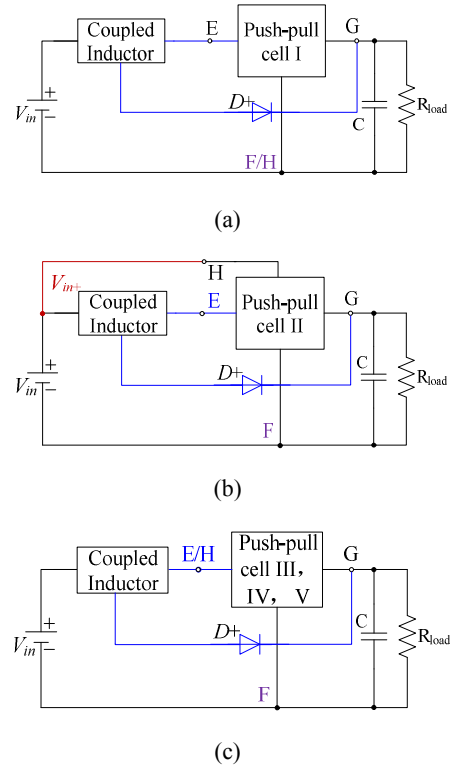 Coupled Inductor
E
Push-pull cell I
G
D+
V_in
+
−
C
R_load
F/H
(a)
H
V_in+
Coupled Inductor
E
Push-pull cell II
G
D+
V_in
+
−
C
R_load
F
(b)
Coupled Inductor
E/H
Push-pull cell III, IV, V
G
D+
V_in
+
−
C
R_load
F
(c)